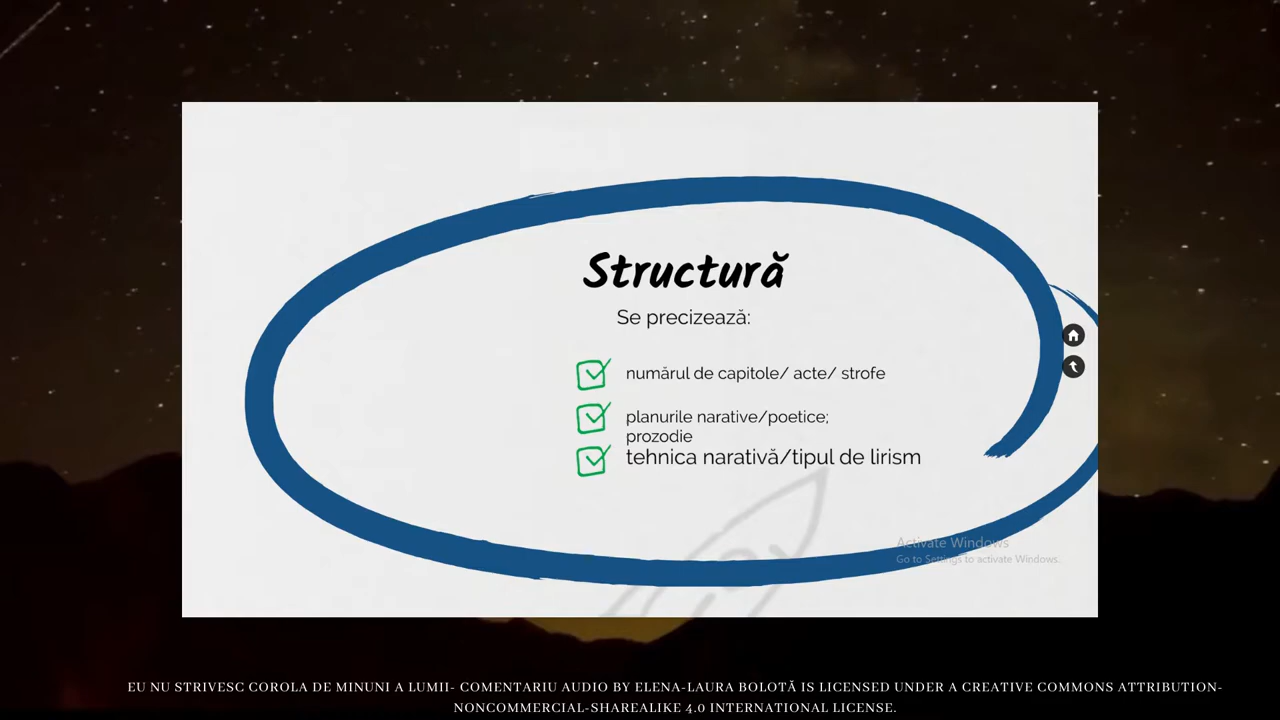 Structură
Se precizează:
numărul de capitole/ acte/ strofe
planurile narative/poetice;
prozodie
tehnica narativă/tipul de lirism
Activate Windows
Go to Settings to activate Windows.
EU NU STRIVESC COROLA DE MINUNI A LUMII- COMENTARIU AUDIO BY ELENA-LAURA BOLOTĂ IS LICENSED UNDER A CREATIVE COMMONS ATTRIBUTION-
NONCOMMERCIAL-SHAREALIKE 4.0 INTERNATIONAL LICENSE.